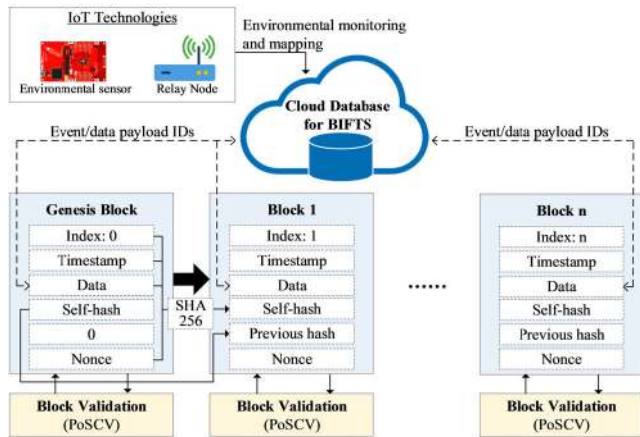 IoT Technologies
Environmental sensor
Relay Node
Environmental monitoring
and mapping
Cloud Database
for BIFTS
Event/data payload IDs
Event/data payload IDs
Genesis Block
Index: 0
Timestamp
Data
Self-hash
0
Nonce
SHA
256
Block 1
Index: 1
Timestamp
Data
Self-hash
Previous hash
Nonce
......
Block n
Index: n
Timestamp
Data
Self-hash
Previous hash
Nonce
Block Validation
(PoSCV)
Block Validation
(PoSCV)
Block Validation
(PoSCV)